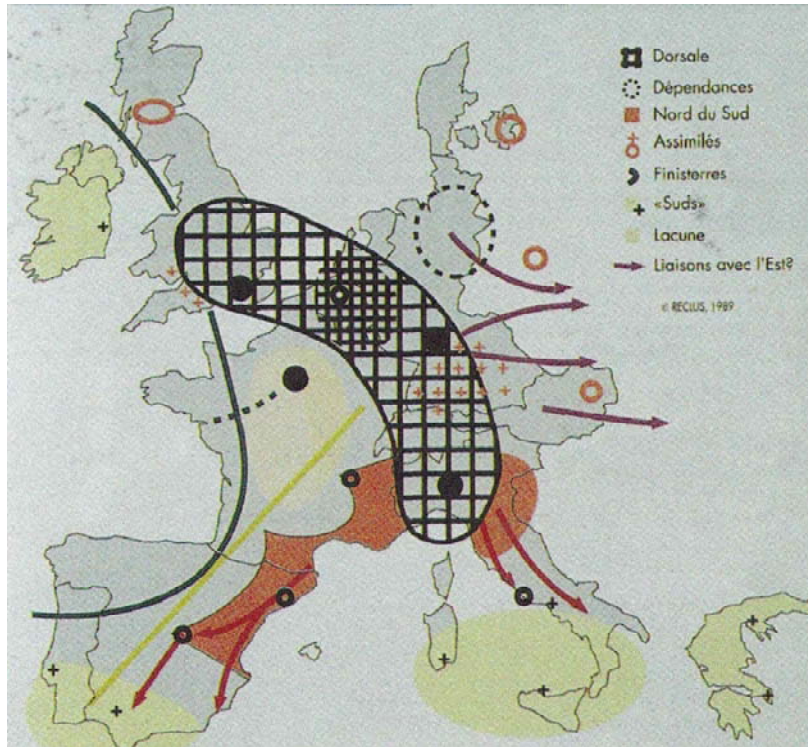 Dorsale
Dépendances
Nord du Sud
Assimilés
Finisterres
«Suds»
Lacune
Liaisons avec l'Est?
© RECLUS, 1989